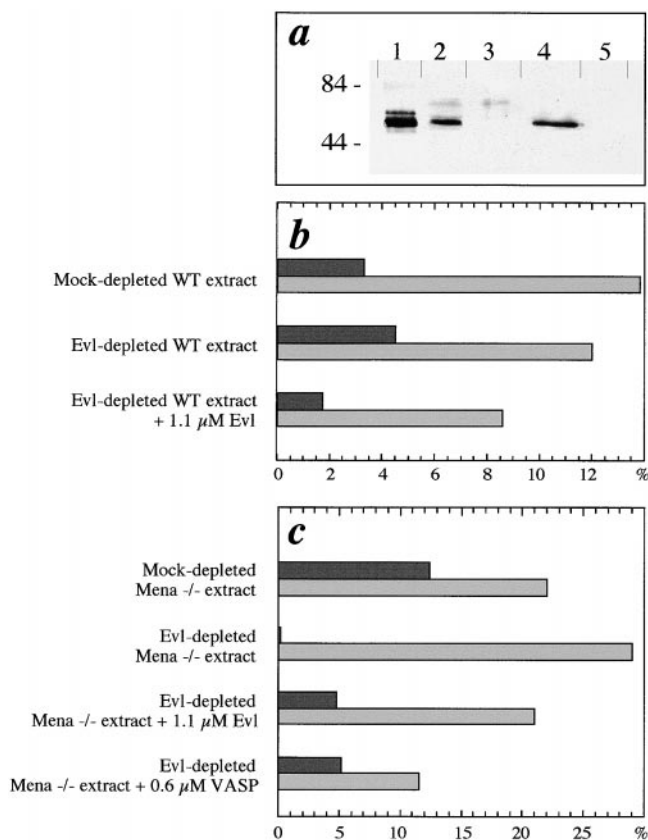 a
1 2 3 4 5
84 -
44 -
b
Mock-depleted WT extract
Evl-depleted WT extract
Evl-depleted WT extract
+ 1.1 µM Evl
0 2 4 6 8 10 12 %
c
Mock-depleted
Mena -/- extract
Evl-depleted
Mena -/- extract
Evl-depleted
Mena -/- extract + 1.1 µM Evl
Evl-depleted
Mena -/- extract + 0.6 µM VASP
0 5 10 15 20 25 %